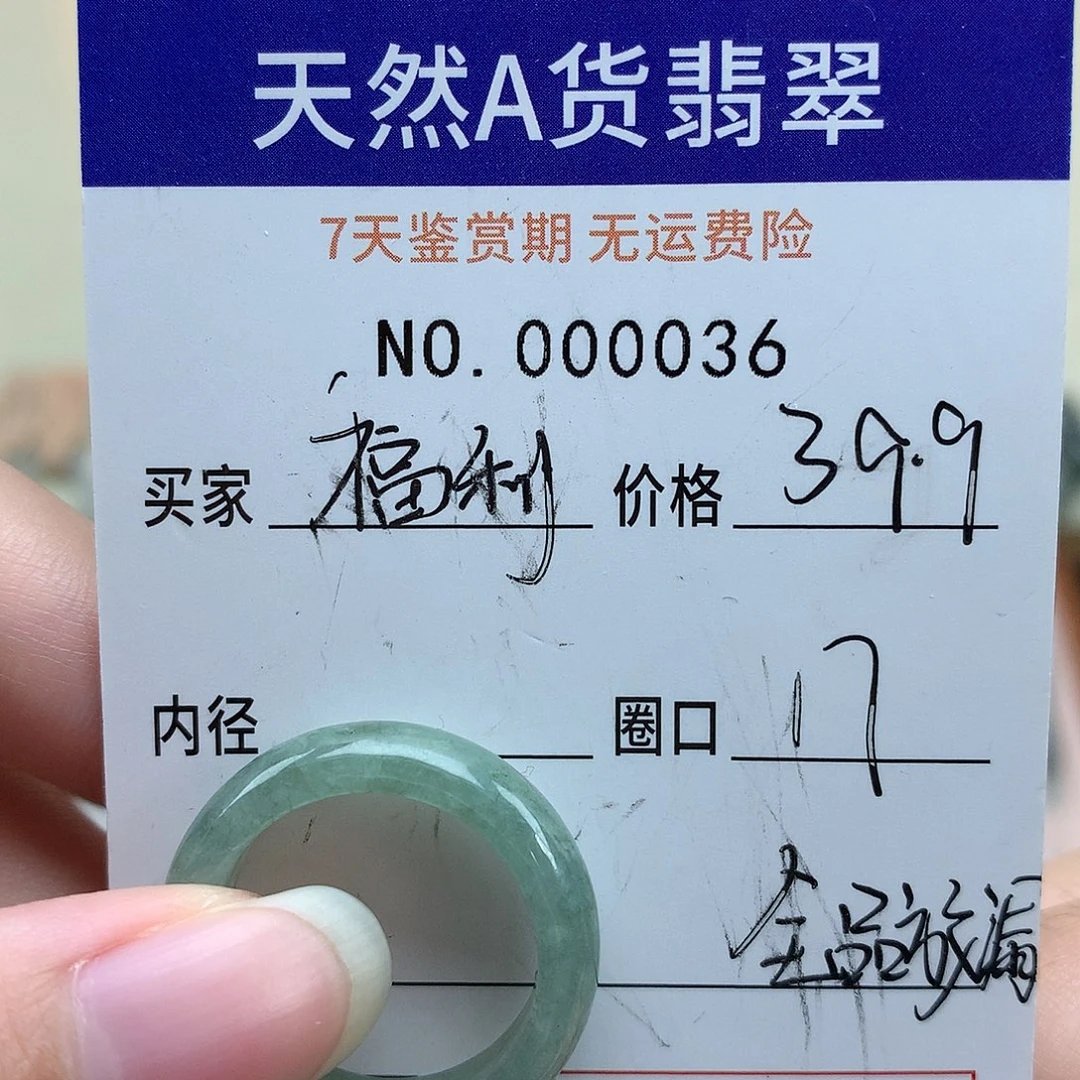 天然A货翡翠
7天鉴赏期 无运费险
NO.000036
买家 福利 价格 39.9
内径 圈口 17
全品放漏